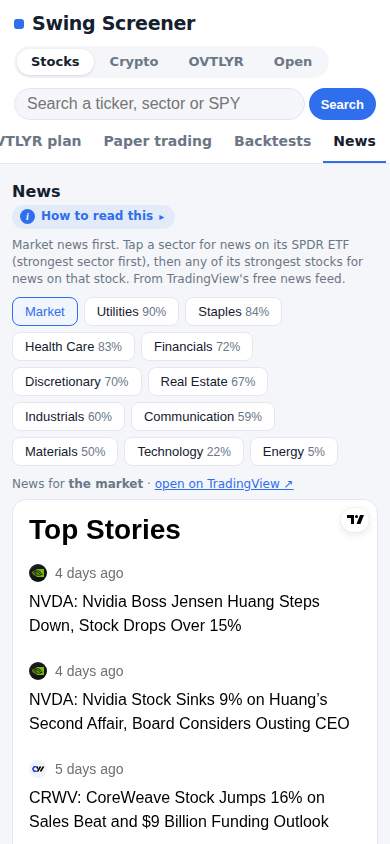 Swing Screener
Stocks Crypto OVTLYR Open
Search a ticker, sector or SPY Search
VTLYR plan Paper trading Backtests News
News
i How to read this ▸
Market news first. Tap a sector for news on its SPDR ETF
(strongest sector first), then any of its strongest stocks for
news on that stock. From TradingView's free news feed.
Market Utilities 90% Staples 84%
Health Care 83% Financials 72%
Discretionary 70% Real Estate 67%
Industrials 60% Communication 59%
Materials 50% Technology 22% Energy 5%
News for the market · open on TradingView ↗
Top Stories
4 days ago
NVDA: Nvidia Boss Jensen Huang Steps
Down, Stock Drops Over 15%
4 days ago
NVDA: Nvidia Stock Sinks 9% on Huang’s
Second Affair, Board Considers Ousting CEO
5 days ago
CRWV: CoreWeave Stock Jumps 16% on
Sales Beat and $9 Billion Funding Outlook